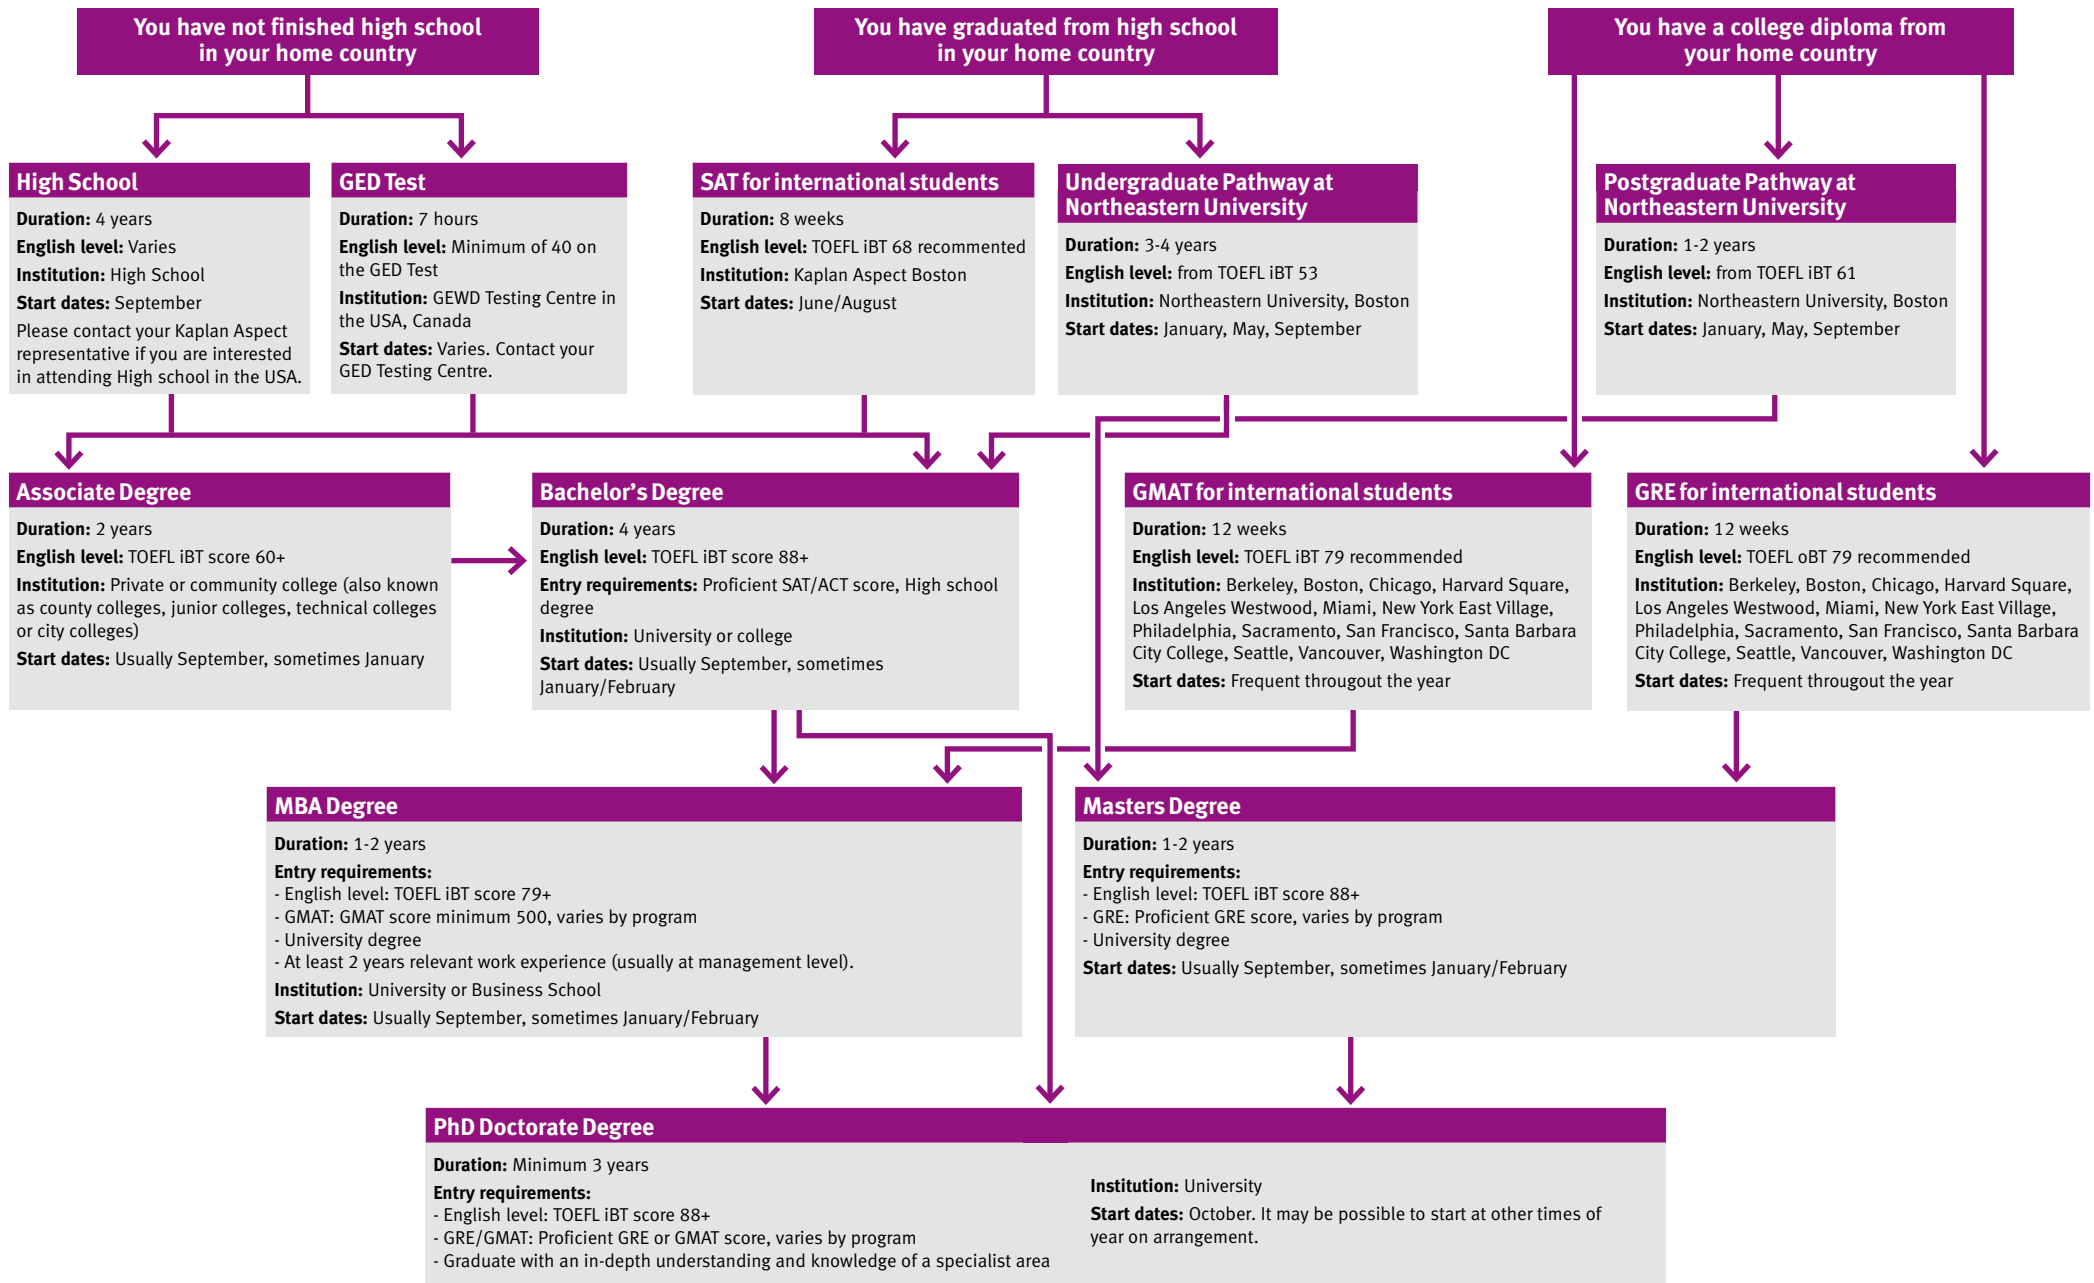 You have not finished high school
in your home country
You have graduated from high school
in your home country
You have a college diploma from
your home country
High School
Duration: 4 years
English level: Varies
Institution: High School
Start dates: September
Please contact your Kaplan Aspect
representative if you are interested
in attending High school in the USA.
GED Test
Duration: 7 hours
English level: Minimum of 40 on
the GED Test
Institution: GEWD Testing Centre in
the USA, Canada
Start dates: Varies. Contact your
GED Testing Centre.
SAT for international students
Duration: 8 weeks
English level: TOEFL iBT 68 recommented
Institution: Kaplan Aspect Boston
Start dates: June/August
Undergraduate Pathway at
Northeastern University
Duration: 3-4 years
English level: from TOEFL iBT 53
Institution: Northeastern University, Boston
Start dates: January, May, September
Postgraduate Pathway at
Northeastern University
Duration: 1-2 years
English level: from TOEFL iBT 61
Institution: Northeastern University, Boston
Start dates: January, May, September
Associate Degree
Duration: 2 years
English level: TOEFL iBT score 60+
Institution: Private or community college (also known
as county colleges, junior colleges, technical colleges
or city colleges)
Start dates: Usually September, sometimes January
Bachelor's Degree
Duration: 4 years
English level: TOEFL iBT score 88+
Entry requirements: Proficient SAT/ACT score, High school
degree
Institution: University or college
Start dates: Usually September, sometimes
January/February
GMAT for international students
Duration: 12 weeks
English level: TOEFL iBT 79 recommended
Institution: Berkeley, Boston, Chicago, Harvard Square,
Los Angeles Westwood, Miami, New York East Village,
Philadelphia, Sacramento, San Francisco, Santa Barbara
City College, Seattle, Vancouver, Washington DC
Start dates: Frequent througout the year
GRE for international students
Duration: 12 weeks
English level: TOEFL oBT 79 recommended
Institution: Berkeley, Boston, Chicago, Harvard Square,
Los Angeles Westwood, Miami, New York East Village,
Philadelphia, Sacramento, San Francisco, Santa Barbara
City College, Seattle, Vancouver, Washington DC
Start dates: Frequent througout the year
MBA Degree
Duration: 1-2 years
Entry requirements:
- English level: TOEFL iBT score 79+
- GMAT: GMAT score minimum 500, varies by program
- University degree
- At least 2 years relevant work experience (usually at management level).
Institution: University or Business School
Start dates: Usually September, sometimes January/February
Masters Degree
Duration: 1-2 years
Entry requirements:
- English level: TOEFL iBT score 88+
- GRE: Proficient GRE score, varies by program
- University degree
Start dates: Usually September, sometimes January/February
PhD Doctorate Degree
Duration: Minimum 3 years
Entry requirements:
- English level: TOEFL iBT score 88+
- GRE/GMAT: Proficient GRE or GMAT score, varies by program
- Graduate with an in-depth understanding and knowledge of a specialist area
Institution: University
Start dates: October. It may be possible to start at other times of
year on arrangement.